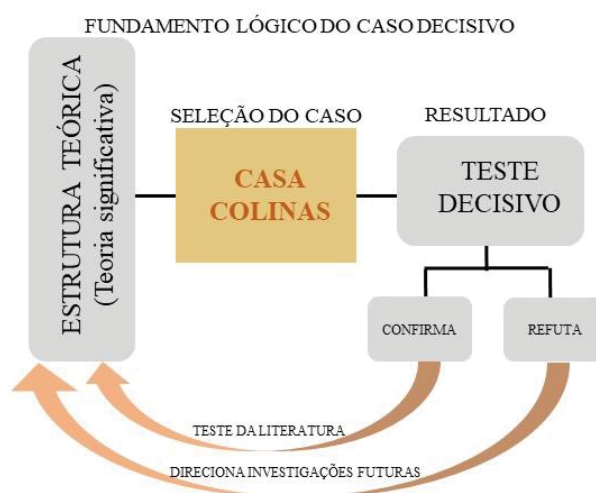 FUNDAMENTO LÓGICO DO CASO DECISIVO
ESTRUTURA TEÓRICA
(Teoria significativa)
SELEÇÃO DO CASO
CASA
COLINAS
RESULTADO
TESTE
DECISIVO
CONFIRMA
REFUTA
TESTE DA LITERATURA
DIRECIONA INVESTIGAÇÕES FUTURAS